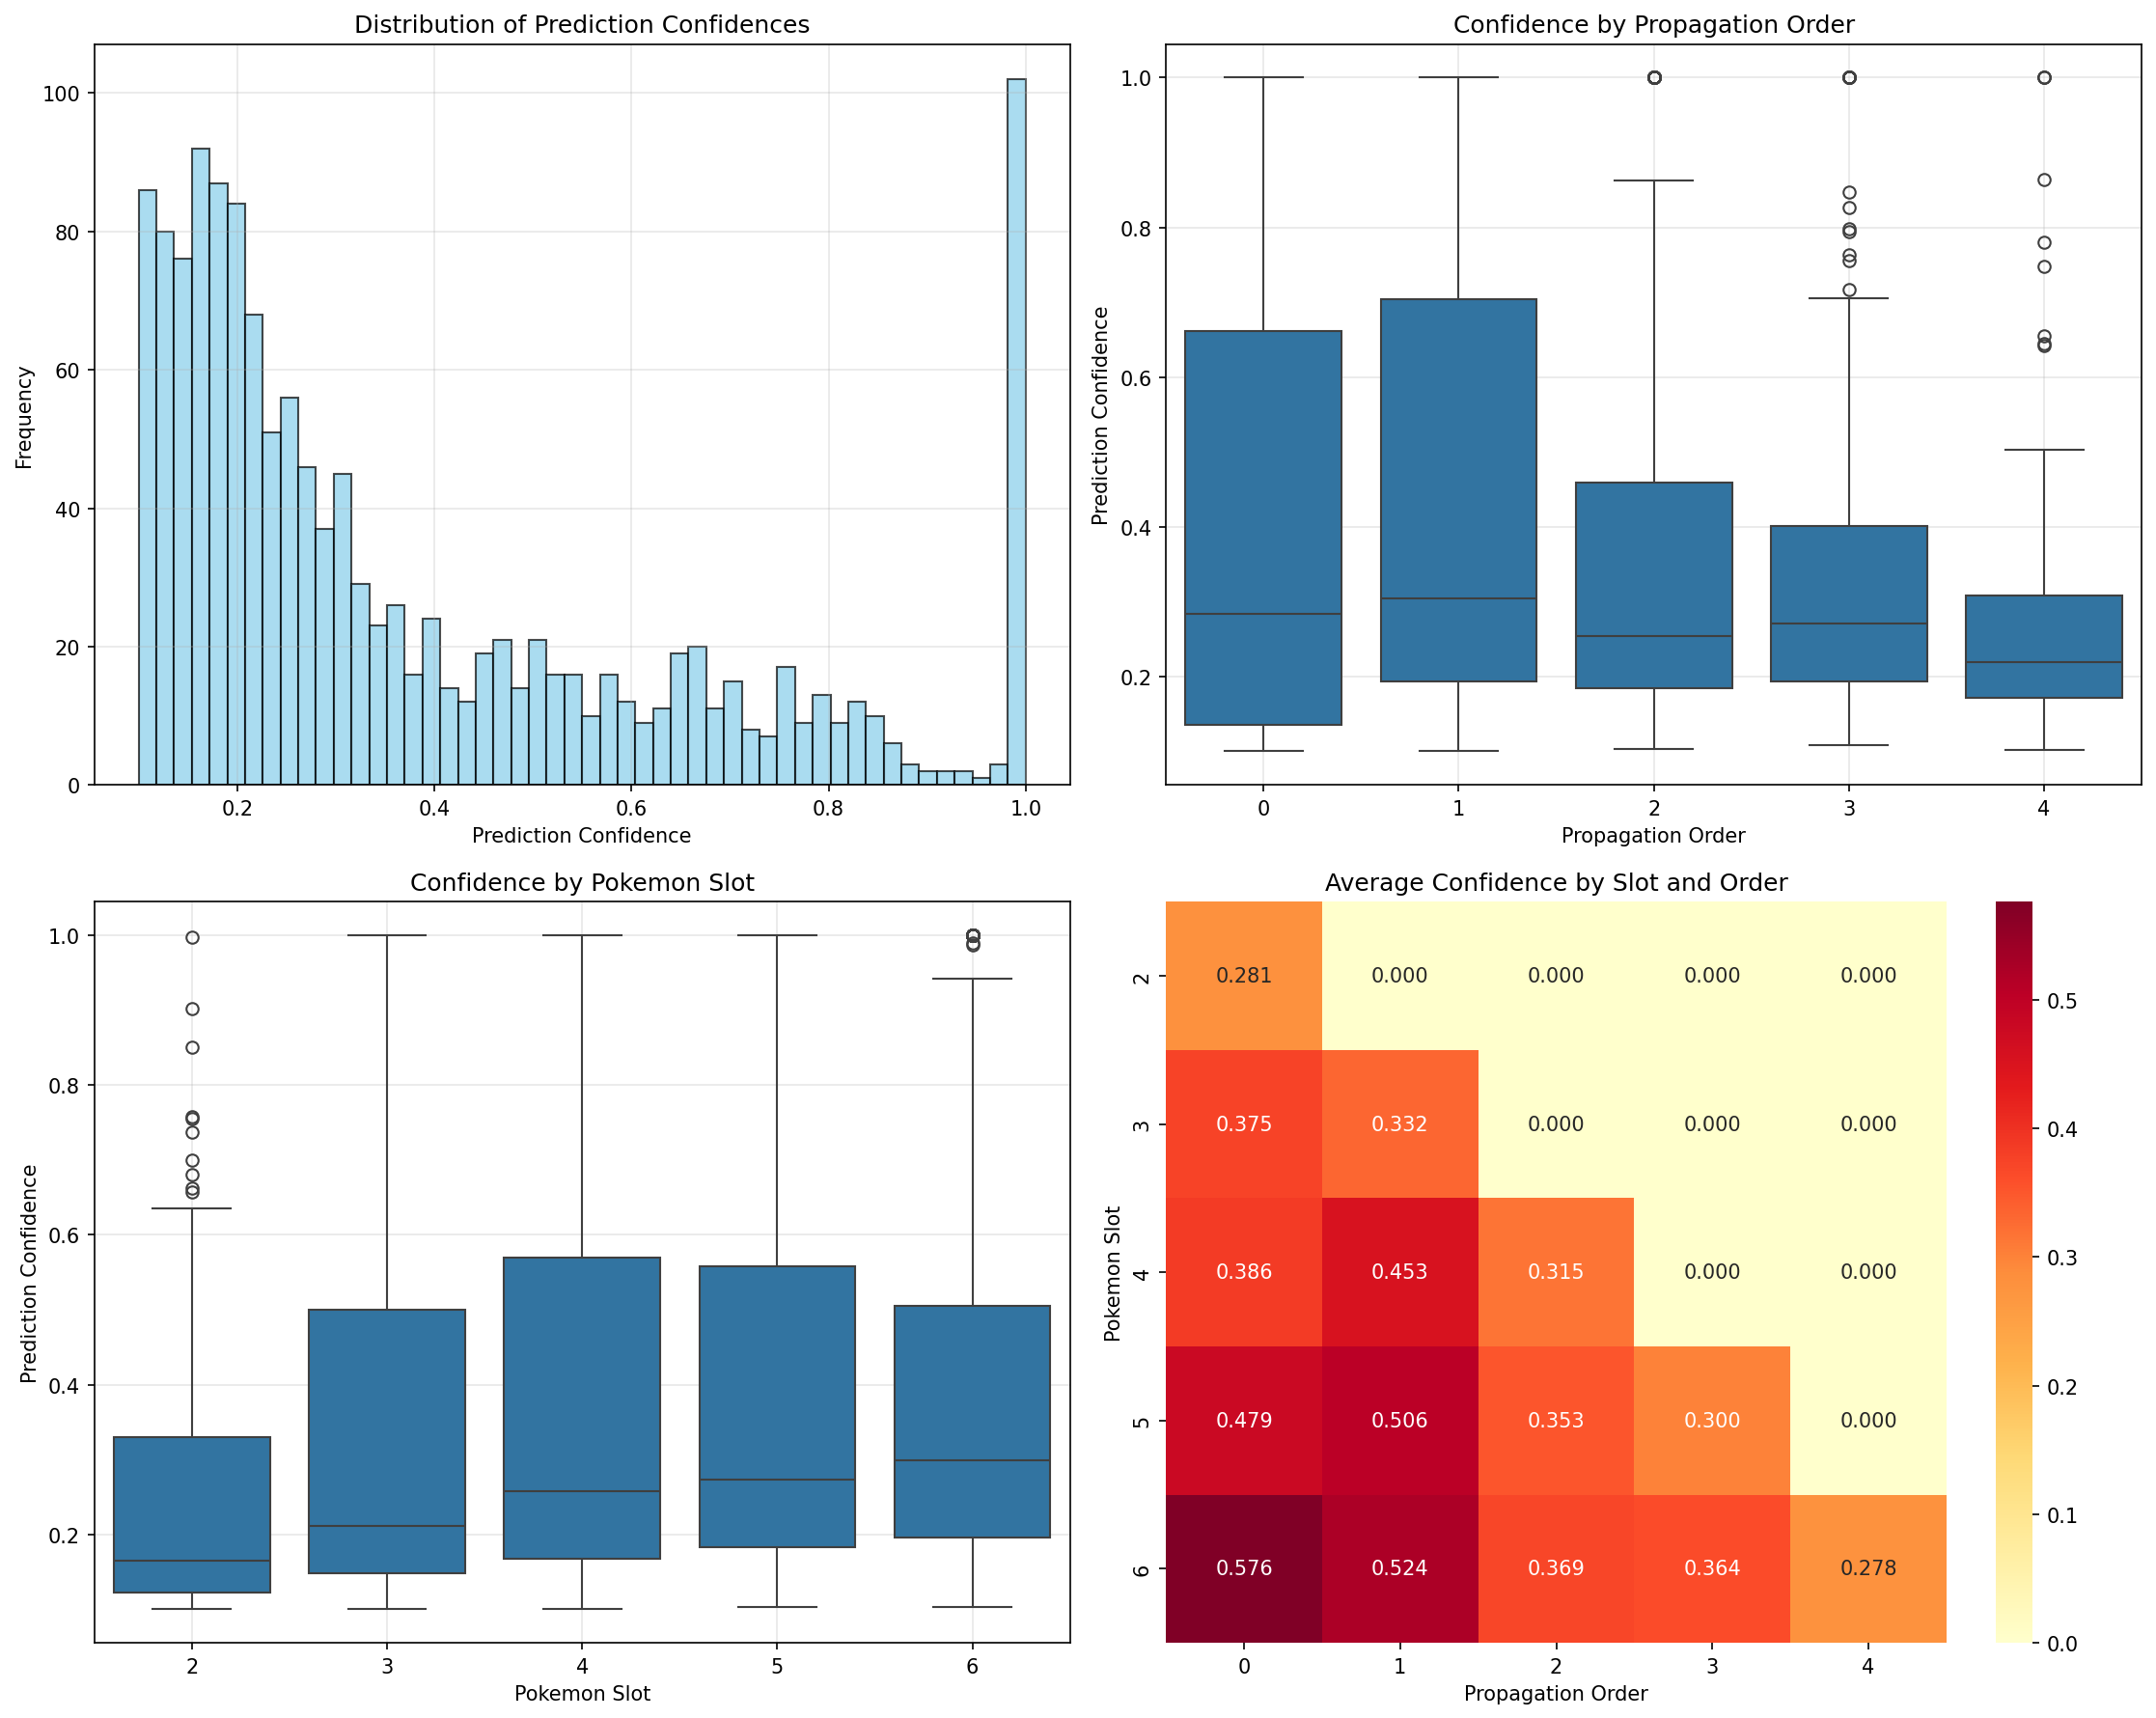 Distribution of Prediction Confidences
Frequency
0
20
40
60
80
100
0.2
0.4
0.6
0.8
1.0
Prediction Confidence
Confidence by Propagation Order
Prediction Confidence
1.0
0.8
0.6
0.4
0.2
0
1
2
3
4
Propagation Order
Confidence by Pokemon Slot
Prediction Confidence
1.0
0.8
0.6
0.4
0.2
2
3
4
5
6
Pokemon Slot
Average Confidence by Slot and Order
Pokemon Slot
2 0.281 0.000 0.000 0.000 0.000
3 0.375 0.332 0.000 0.000 0.000
4 0.386 0.453 0.315 0.000 0.000
5 0.479 0.506 0.353 0.300 0.000
6 0.576 0.524 0.369 0.364 0.278
0 1 2 3 4
Propagation Order
0.5
0.4
0.3
0.2
0.1
0.0